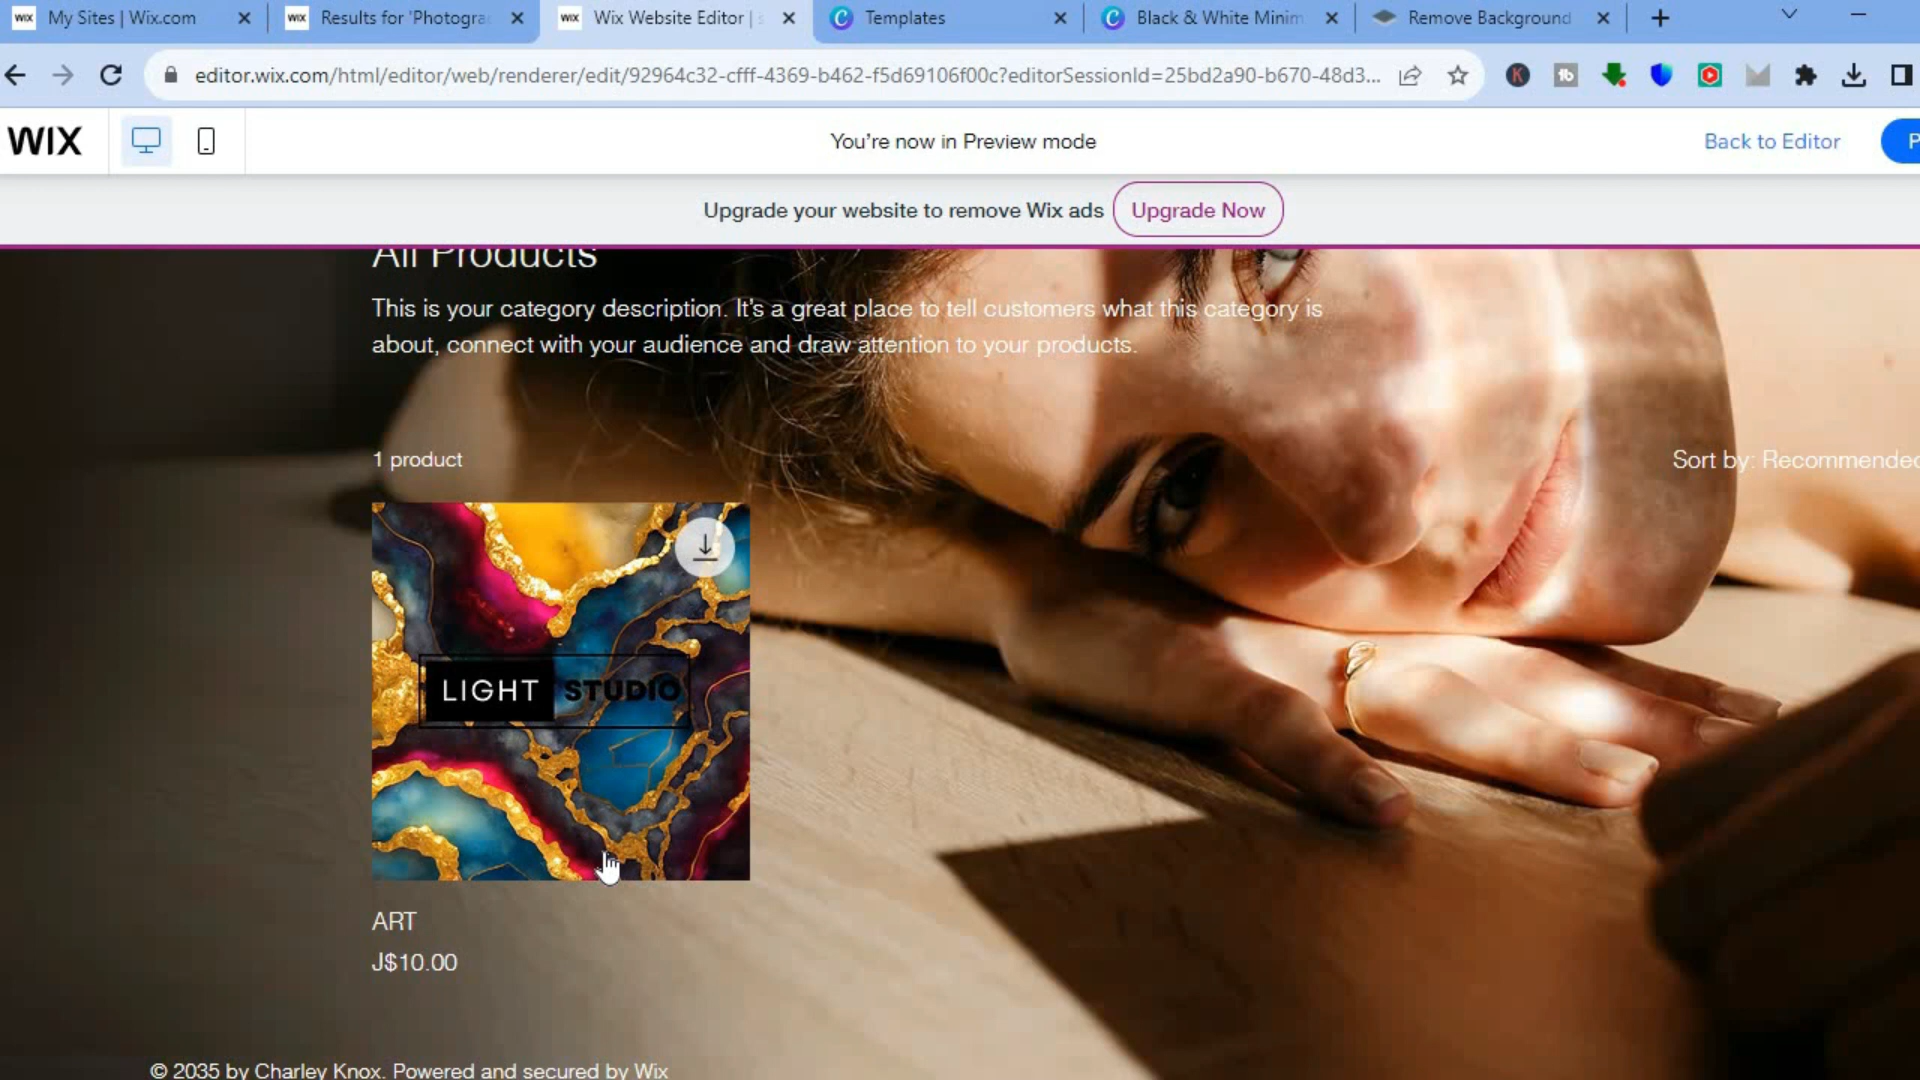 My Sites | Wix.com
Results for 'Photogra
Wix Website Editor |
Templates
Black & White Minim
Remove Background
editor.wix.com/html/editor/web/renderer/edit/92964c32-cfff-4369-b462-f5d69106f00c?editorSessionId=25bd2a90-b670-48d3...
WIX
You're now in Preview mode
Back to Editor
P
Upgrade your website to remove Wix ads
Upgrade Now
All Products
This is your category description. It's a great place to tell customers what this category is
about, connect with your audience and draw attention to your products.
1 product
Sort by: Recommended
LIGHT STUDIO
ART
J$10.00
© 2035 by Charley Knox. Powered and secured by Wix